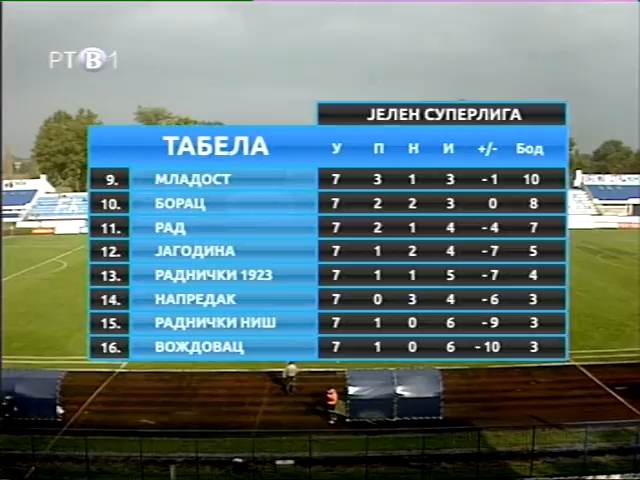 РТВ1
ЈЕЛЕН СУПЕРЛИГА
ТАБЕЛА У П Н И +/- Бод
9. МЛАДОСТ 7 3 1 3 -1 10
10. БОРАЦ 7 2 2 3 0 8
11. РАД 7 2 1 4 -4 7
12. ЈАГОДИНА 7 1 2 4 -7 5
13. РАДНИЧКИ 1923 7 1 1 5 -7 4
14. НАПРЕДАК 7 0 3 4 -6 3
15. РАДНИЧКИ НИШ 7 1 0 6 -9 3
16. ВОЖДОВАЦ 7 1 0 6 -10 3